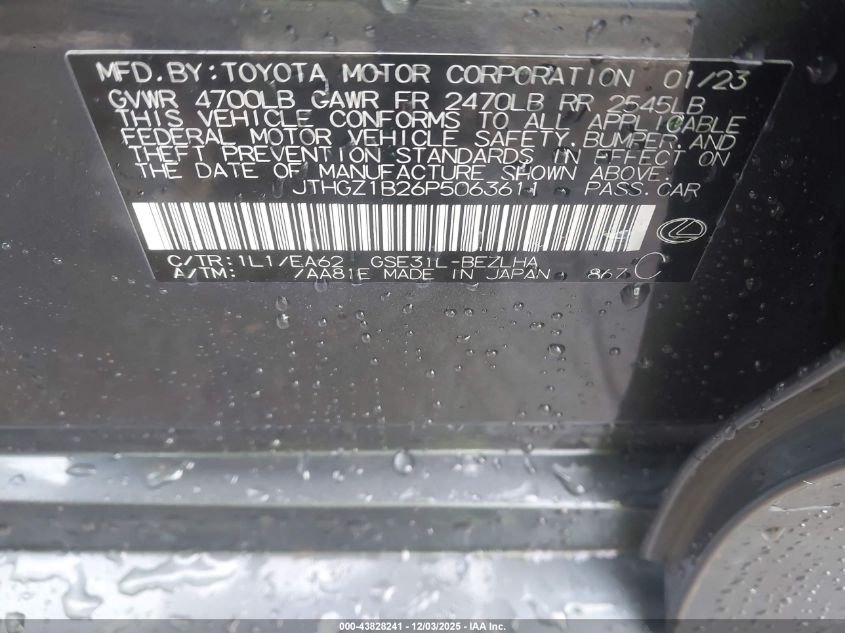 MFD.BY:TOYOTA MOTOR CORPORATION 01/23
GVWR 4700LB GAWR FR 2470LB RR 2545LB
THIS VEHICLE CONFORMS TO ALL APPLICABLE
FEDERAL MOTOR VEHICLE SAFETY,BUMPER,AND
THEFT PREVENTION STANDARDS IN EFFECT ON
THE DATE OF MANUFACTURE SHOWN ABOVE.
JTHGZ1B26P5063611 PASS.CAR
C/TR:1L1/EA62 GSE31L-BEZLHA
A/TM: /AA81E MADE IN JAPAN 867 C
000-43828241 - 12/03/2025 - IAA Inc.